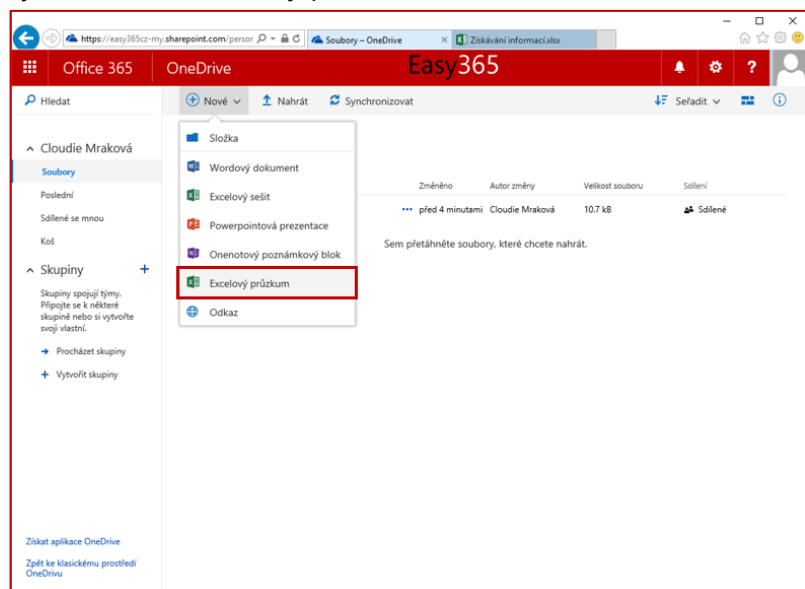 https://easy365cz-my.sharepoint.com/persor
Soubory – OneDrive
Získávání informací.xlsx
Office 365
OneDrive
Easy365
?
Hledat
Nové
Nahrát
Synchronizovat
Seřadit
Cloudie Mraková
Soubory
Poslední
Sdílené se mnou
Koš
Skupiny
Skupiny spojují týmy.
Připojte se k některé
skupině nebo si vytvořte
svoji vlastní.
Procházet skupiny
Vytvořit skupiny
Složka
Wordový dokument
Excelový sešit
Powerpointová prezentace
Onenotový poznámkový blok
Excelový průzkum
Odkaz
Změněno Autor změny Velikost souboru Sdílení
před 4 minutami Cloudie Mraková 10.7 kB Sdílené
Sem přetáhněte soubory, které chcete nahrát.
Získat aplikace OneDrive
Zpět ke klasickému prostředí
OneDrivu